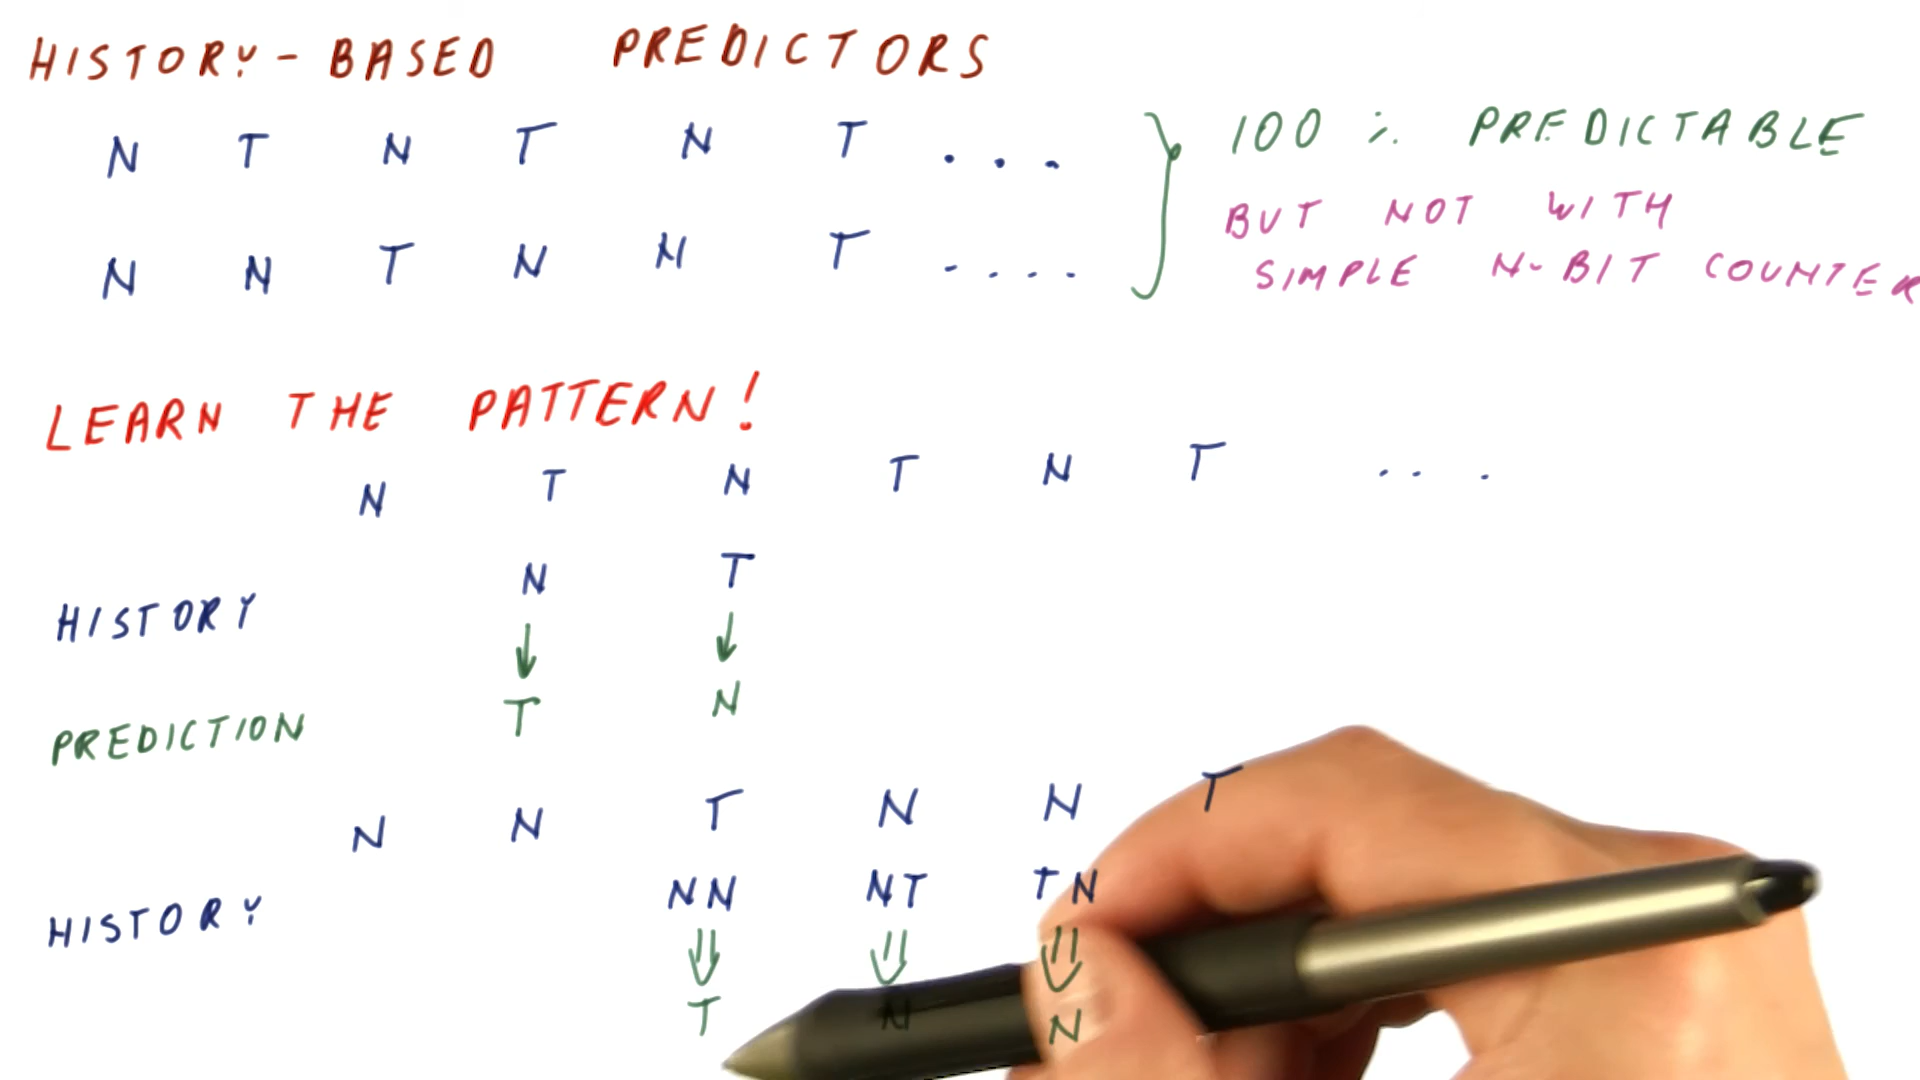 HISTORY-BASED PREDICTORS
N T N T N T . . .
100 % PREDICTABLE
N N T N N T . . . .
BUT NOT WITH
SIMPLE N-BIT COUNTER
LEARN THE PATTERN!
N T N T N T . . .
HISTORY N T
PREDICTION T N
N N T N N T
HISTORY NN NT TN
T N N